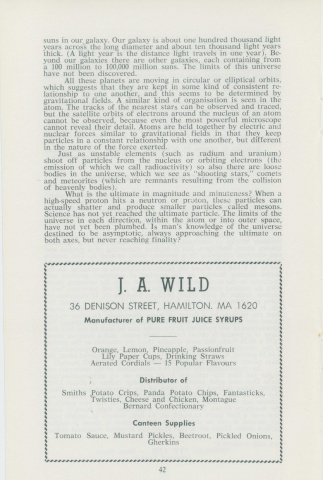 suns in our galaxy. Our galaxy is about one hundred thousand light
years across the long diameter and about ten thousand light years
thick. (A light year is the distance light travels in one year). Be-
yond our galaxies there are other galaxies, each containing from
a 100 million to 100,000 million suns. The limits of this universe
have not been discovered.
All these planets are moving in circular or elliptical orbits,
which suggests that they are kept in some kind of consistent re-
lationship to one another, and this seems to be determined by
gravitational fields. A similar kind of organisation is seen in the
atom. The tracks of the nearest stars can be observed and traced,
but the satellite orbits of electrons around the nucleus of an atom
cannot be observed, because even the most powerful microscope
cannot reveal their detail. Atoms are held together by electric and
nuclear forces similar to gravitational fields in that they keep
particles in a constant relationship with one another, but different
in the nature of the force exerted.
Just as unstable elements (such as radium and uranium)
shoot off particles from the nucleus or orbiting electrons (the
emission of which we call radioactivity) so also there are loose
bodies in the universe, which we see as "shouting stars," comets
and meteorites (which are remnants resulting from the collision
of heavenly bodies).
What is the ultimate in magnitude and minuteness? When a
high-speed proton hits a neutron or proton, these particles can
actually shatter and produce smaller particles called mesons.
Science has not yet reached the ultimate particle. The limits of the
universe in each direction, within the atom or into outer space,
have not yet been plumbed. Is man's knowledge of the universe
destined to be asymptotic, always approaching the ultimate on
both axes, but never reaching finality?
J. A. WILD
36 DENISON STREET, HAMILTON. MA 1620
Manufacturer of PURE FRUIT JUICE SYRUPS
Orange, Lemon, Pineapple, Passionfruit
Lily Paper Cups, Drinking Straws
Aerated Cordials — 15 Popular Flavours
Distributor of
Smiths Potato Crips, Panda Potato Chips, Fantasticks,
Twisties, Cheese and Chicken, Montague
Bernard Confectionary
Canteen Supplies
Tomato Sauce, Mustard Pickles, Beetroot, Pickled Onions,
Gherkins
42